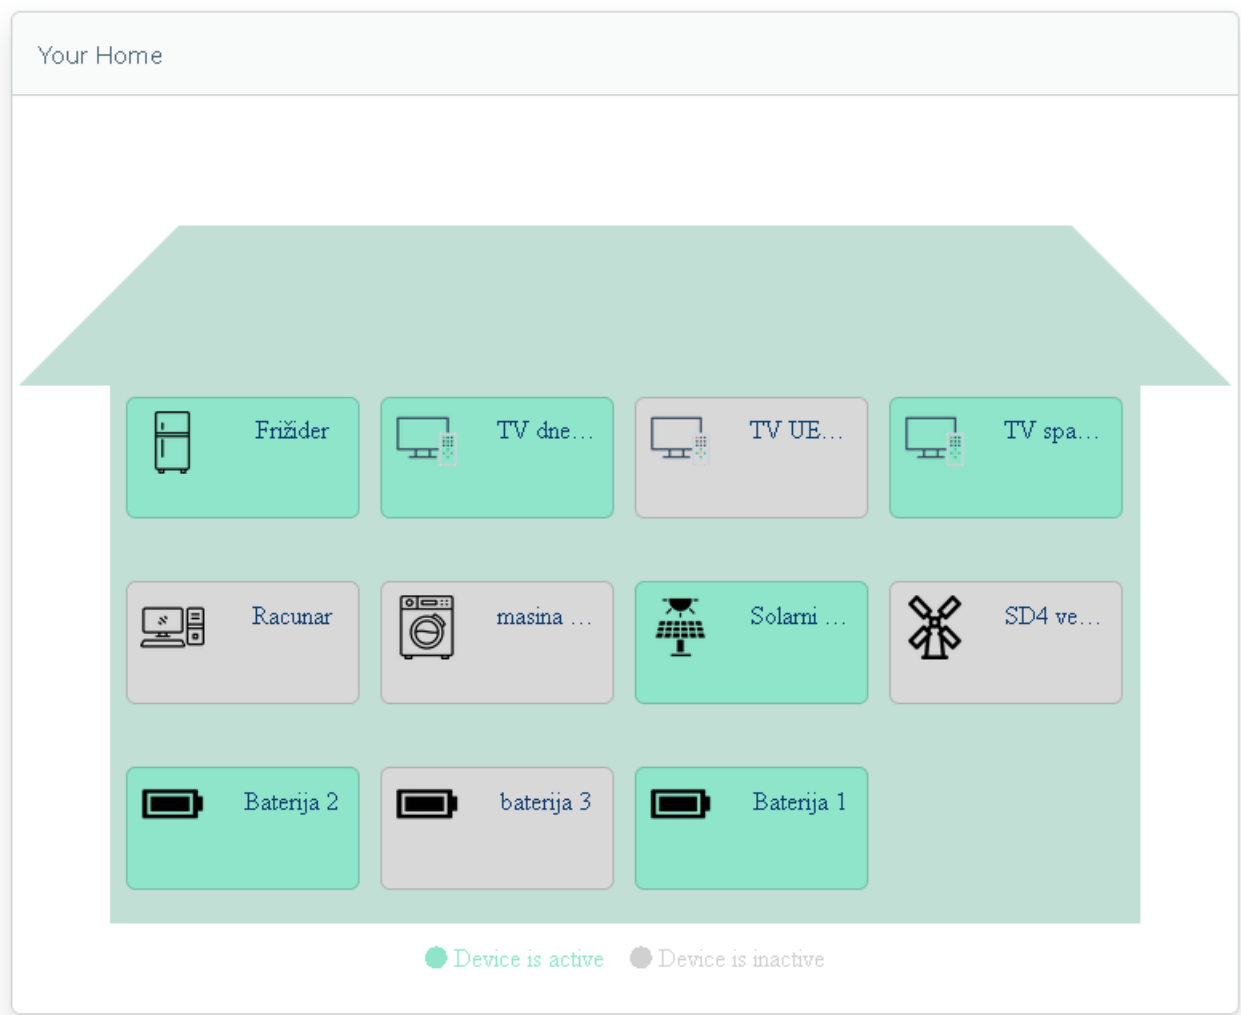 Your Home
Frižider
TV dne...
TV UE...
TV spa...
Racunar
masina ...
Solarni ...
SD4 ve...
Baterija 2
baterija 3
Baterija 1
Device is active
Device is inactive